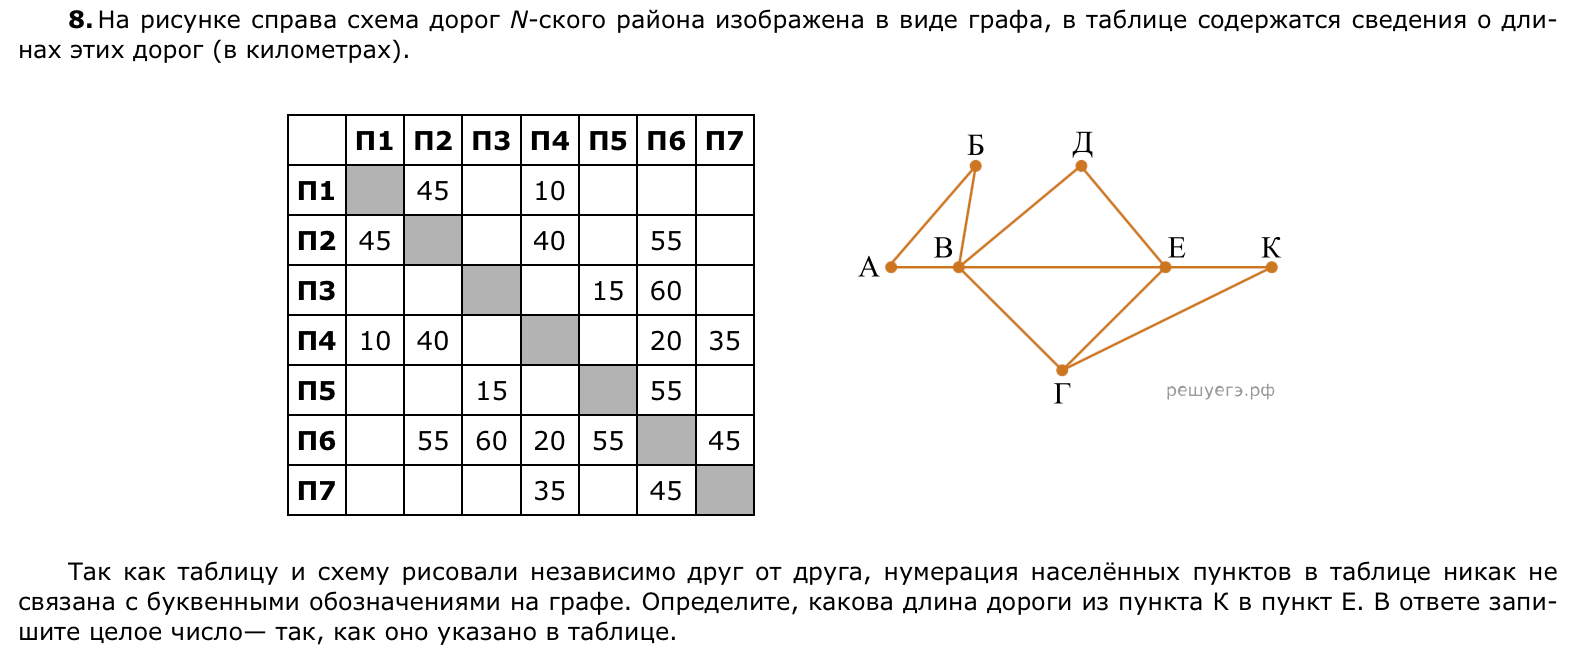 8. На рисунке справа схема дорог N-ского района изображена в виде графа, в таблице содержатся сведения о дли-
нах этих дорог (в километрах).
П1 П2 П3 П4 П5 П6 П7
П1 45 10
П2 45 40 55
П3 15 60
П4 10 40 20 35
П5 15 55
П6 55 60 20 55 45
П7 35 45
Б Д
А В Е К
Г
решуегэ.рф
Так как таблицу и схему рисовали независимо друг от друга, нумерация населённых пунктов в таблице никак не
связана с буквенными обозначениями на графе. Определите, какова длина дороги из пункта К в пункт Е. В ответе запи-
шите целое число— так, как оно указано в таблице.